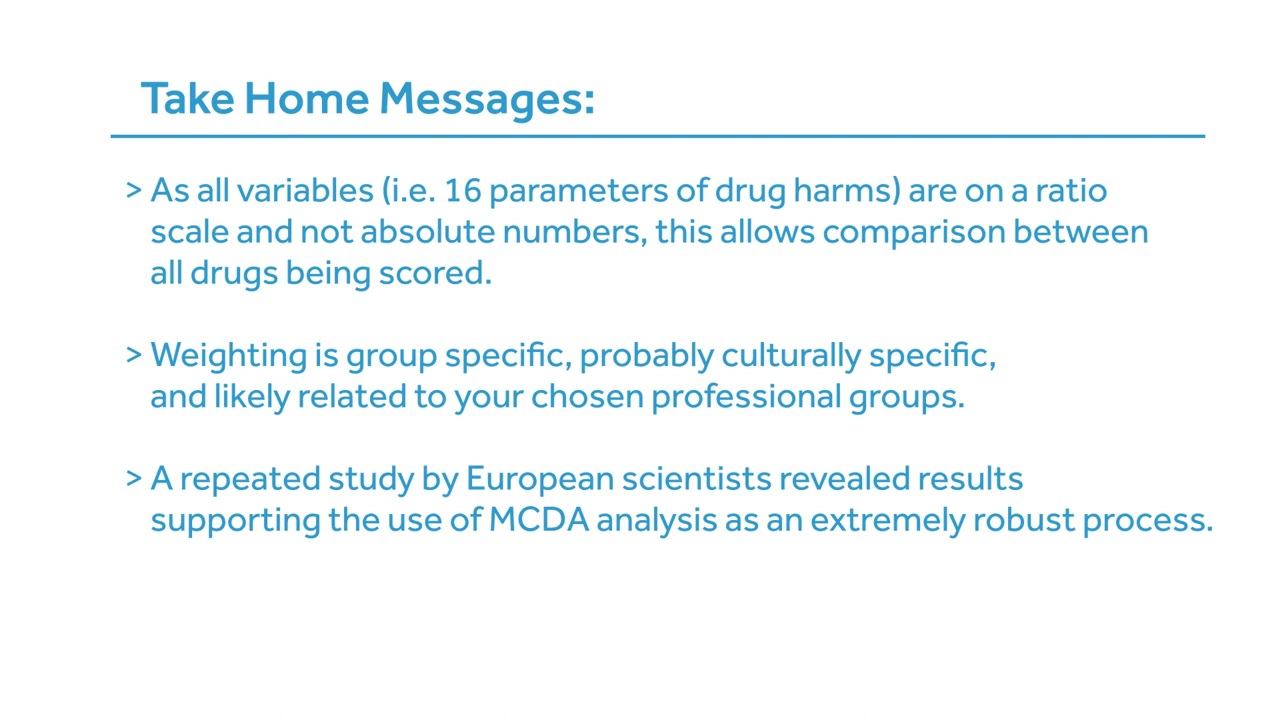 Take Home Messages:
> As all variables (i.e. 16 parameters of drug harms) are on a ratio
scale and not absolute numbers, this allows comparison between
all drugs being scored.
> Weighting is group specific, probably culturally specific,
and likely related to your chosen professional groups.
> A repeated study by European scientists revealed results
supporting the use of MCDA analysis as an extremely robust process.